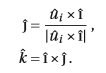 ĵ = û_i × î / |û_i × î| ,
k̂ = î × ĵ .